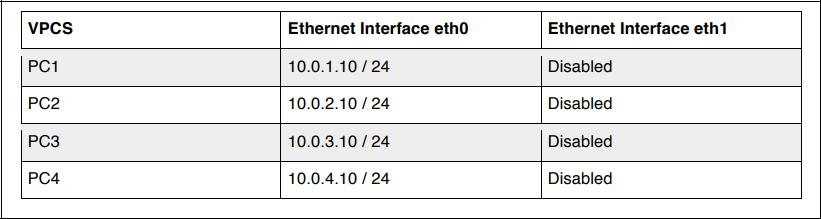 VPCS Ethernet Interface eth0 Ethernet Interface eth1
PC1 10.0.1.10 / 24 Disabled
PC2 10.0.2.10 / 24 Disabled
PC3 10.0.3.10 / 24 Disabled
PC4 10.0.4.10 / 24 Disabled